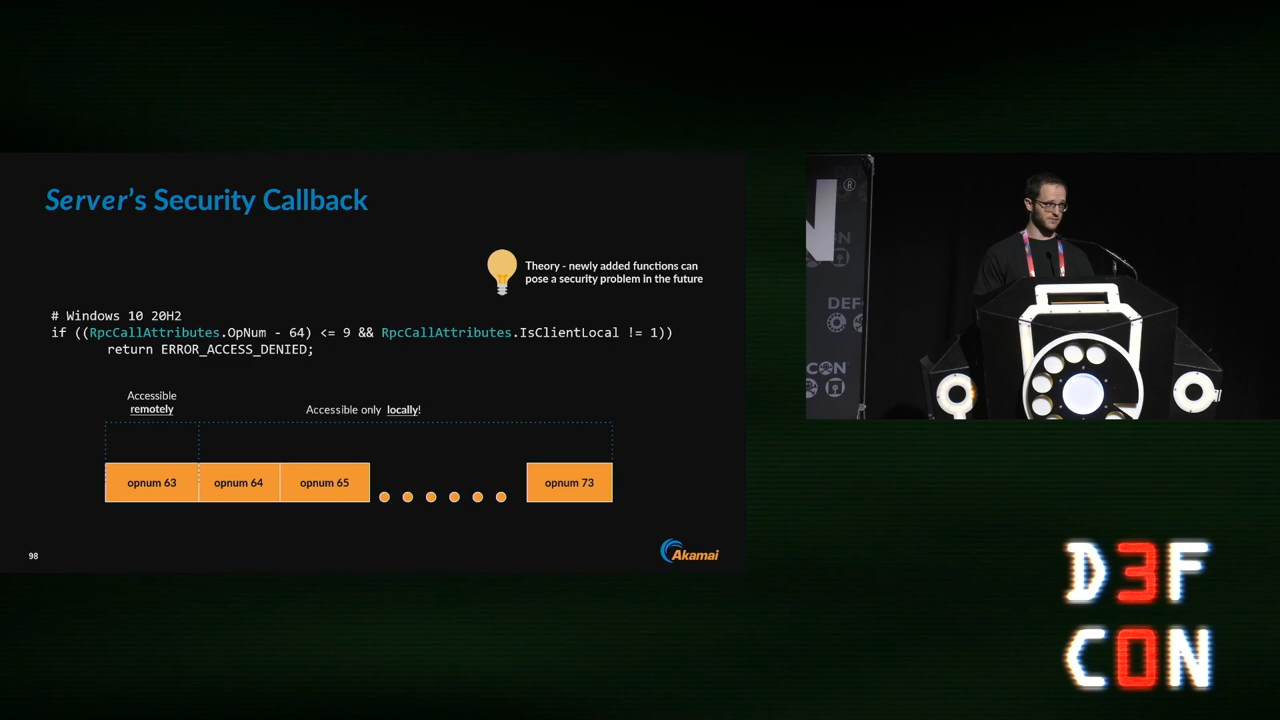 Server's Security Callback
Theory - newly added functions can
pose a security problem in the future
# Windows 10 20H2
if ((RpcCallAttributes.OpNum - 64) <= 9 && RpcCallAttributes.IsClientLocal != 1))
return ERROR_ACCESS_DENIED;
Accessible
remotely
Accessible only locally!
opnum 63
opnum 64
opnum 65
opnum 73
98
Akamai
N®
DEF
CON
D3F
C0N